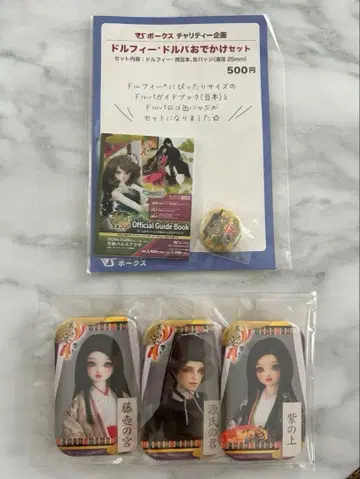 ボークス チャリティー企画
ドルフィー®ドルパおでかけセット
セット内容:ドルフィー®用豆本、缶バッジ(直径25mm)
500円
ドルフィー®にぴったりサイズの
ドルパガイドブック(豆本)と
ドルパロゴ缶バッジが
セットになりました☆
Official Guide Book
ボークス
藤壺の宮
源氏の君
紫の上